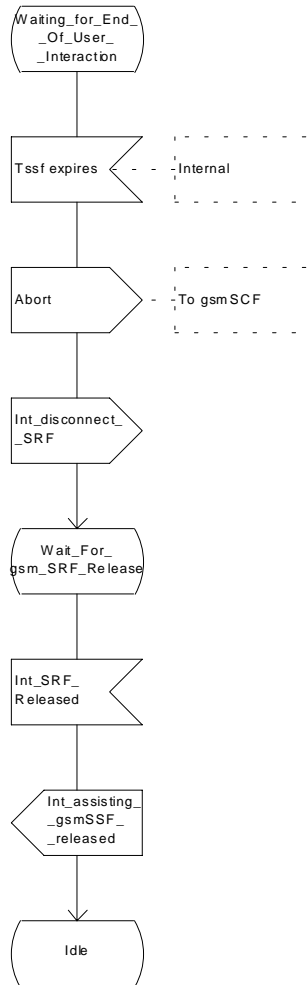 Waiting_for_End_
_Of_User_
_Interaction
Tssf expires
Internal
Abort
To gsmSCF
Int_disconnect_
_SRF
Wait_For_
gsm_SRF_Release
Int_SRF_
Released
Int_assisting_
_gsmSSF_
_released
Idle